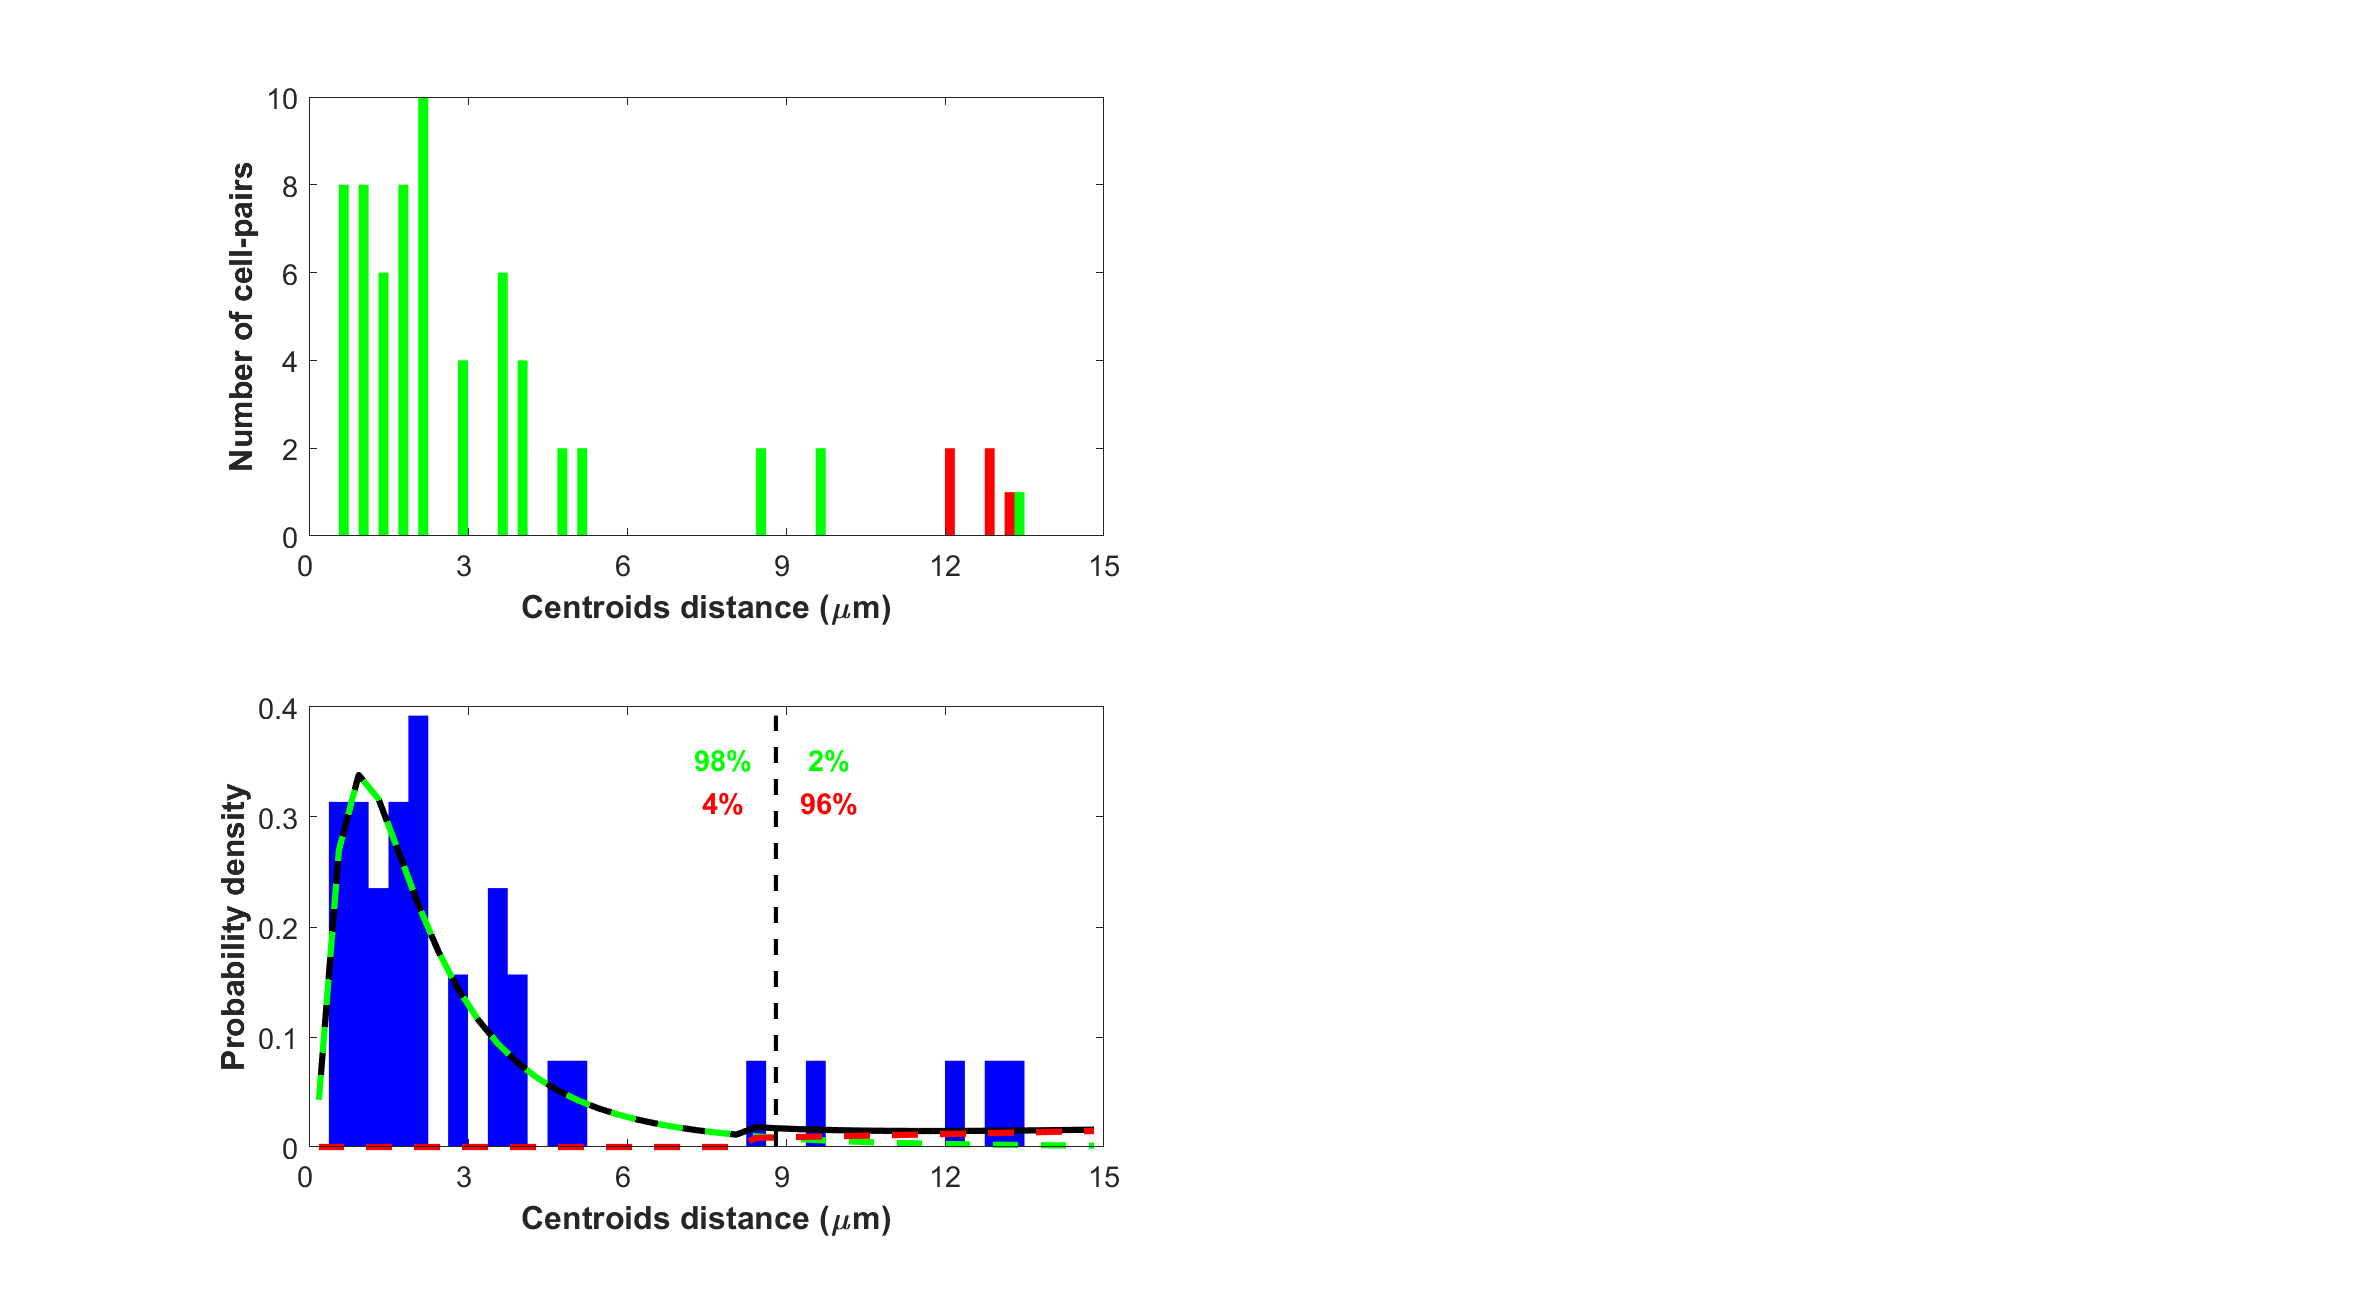 10
8
6
4
2
0
Number of cell-pairs
0 3 6 9 12 15
Centroids distance (μm)
0.4
0.3
0.2
0.1
0
Probability density
98% 2%
4% 96%
0 3 6 9 12 15
Centroids distance (μm)